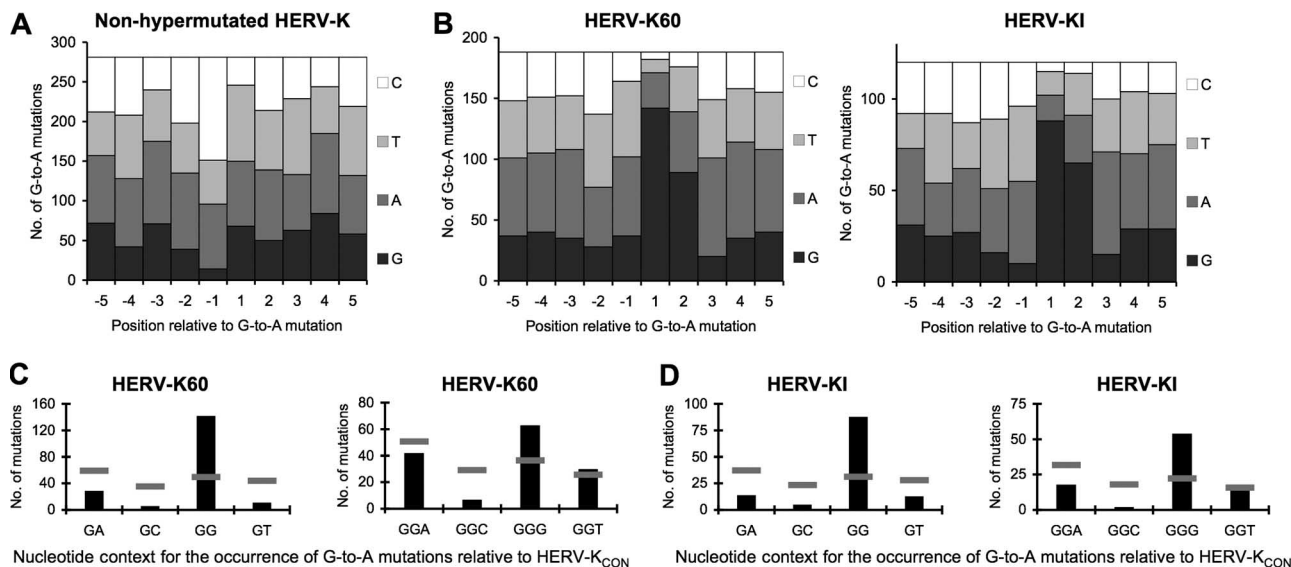 A
Non-hypermutated HERV-K
No. of G-to-A mutations
300
250
200
150
100
50
0
-5 -4 -3 -2 -1 1 2 3 4 5
Position relative to G-to-A mutation
C
T
A
G
B
HERV-K60
No. of G-to-A mutations
200
150
100
50
0
-5 -4 -3 -2 -1 1 2 3 4 5
Position relative to G-to-A mutation
C
T
A
G
HERV-KI
No. of G-to-A mutations
100
50
0
-5 -4 -3 -2 -1 1 2 3 4 5
Position relative to G-to-A mutation
C
T
A
G
C
HERV-K60
No. of mutations
160
120
80
40
0
GA GC GG GT
HERV-K60
No. of mutations
80
60
40
20
0
GGA GGC GGG GGT
Nucleotide context for the occurrence of G-to-A mutations relative to HERV-KCON
D
HERV-KI
No. of mutations
100
75
50
25
0
GA GC GG GT
HERV-KI
No. of mutations
75
50
25
0
GGA GGC GGG GGT
Nucleotide context for the occurrence of G-to-A mutations relative to HERV-KCON